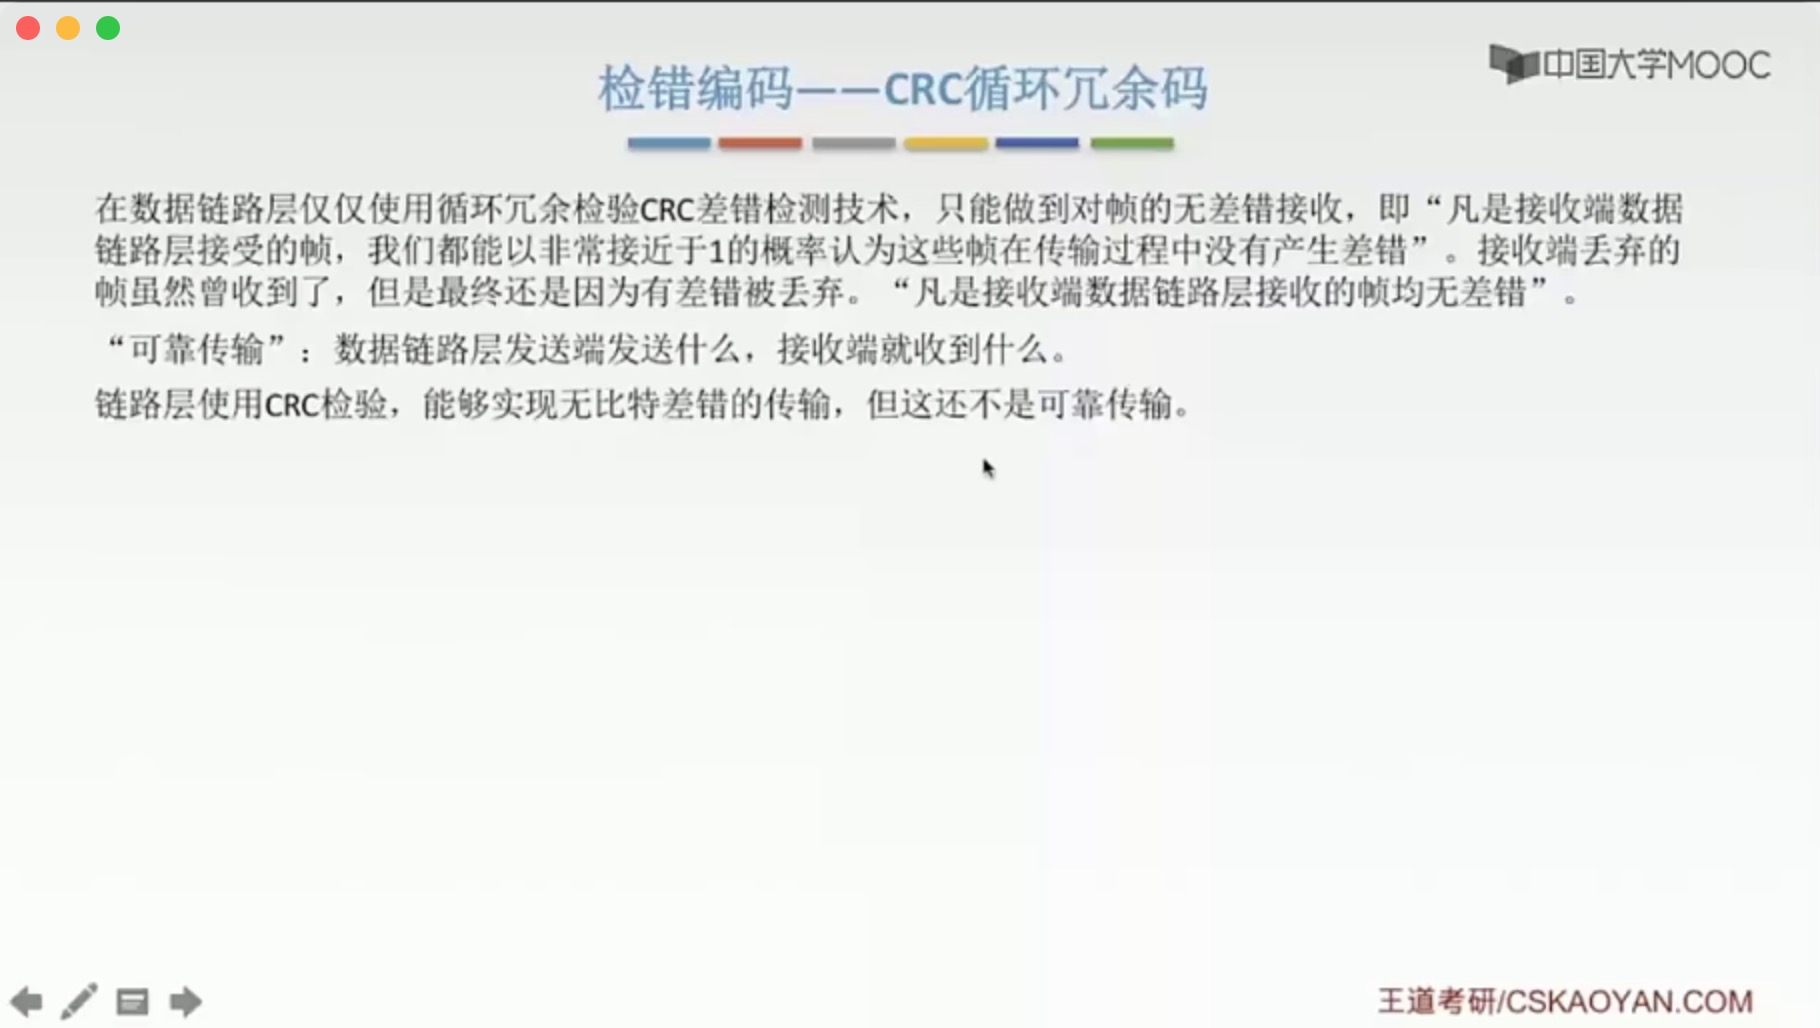 中国大学MOOC
检错编码——CRC循环冗余码
在数据链路层仅仅使用循环冗余检验CRC差错检测技术，只能做到对帧的无差错接收，即“凡是接收端数据
链路层接受的帧，我们都能以非常接近于1的概率认为这些帧在传输过程中没有产生差错”。接收端丢弃的
帧虽然曾收到了，但是最终还是因为有差错被丢弃。“凡是接收端数据链路层接收的帧均无差错”。
“可靠传输”：数据链路层发送端发送什么，接收端就收到什么。
链路层使用CRC检验，能够实现无比特差错的传输，但这还不是可靠传输。
王道考研/CSKAOYAN.COM